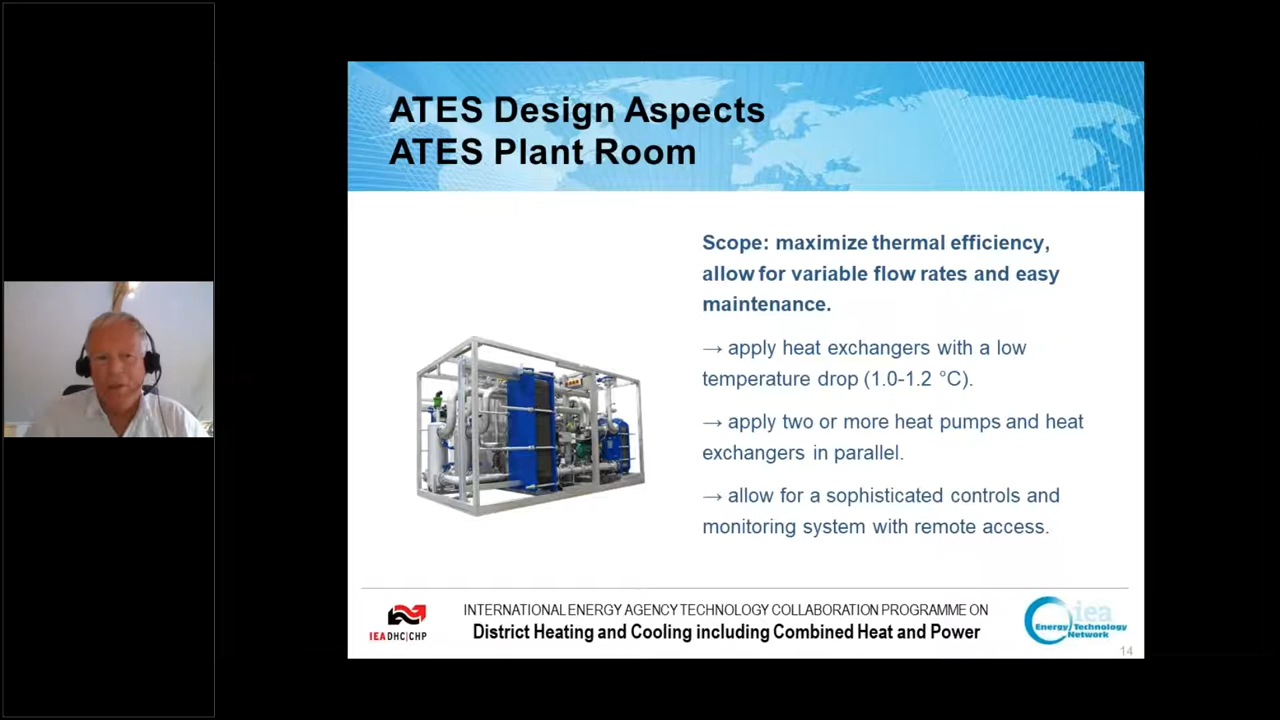 ATES Design Aspects
ATES Plant Room
Scope: maximize thermal efficiency,
allow for variable flow rates and easy
maintenance.
→ apply heat exchangers with a low
temperature drop (1.0-1.2 °C).
→ apply two or more heat pumps and heat
exchangers in parallel.
→ allow for a sophisticated controls and
monitoring system with remote access.
IEA DHC|CHP
INTERNATIONAL ENERGY AGENCY TECHNOLOGY COLLABORATION PROGRAMME ON
District Heating and Cooling including Combined Heat and Power
iea
Energy Technology
Network
14